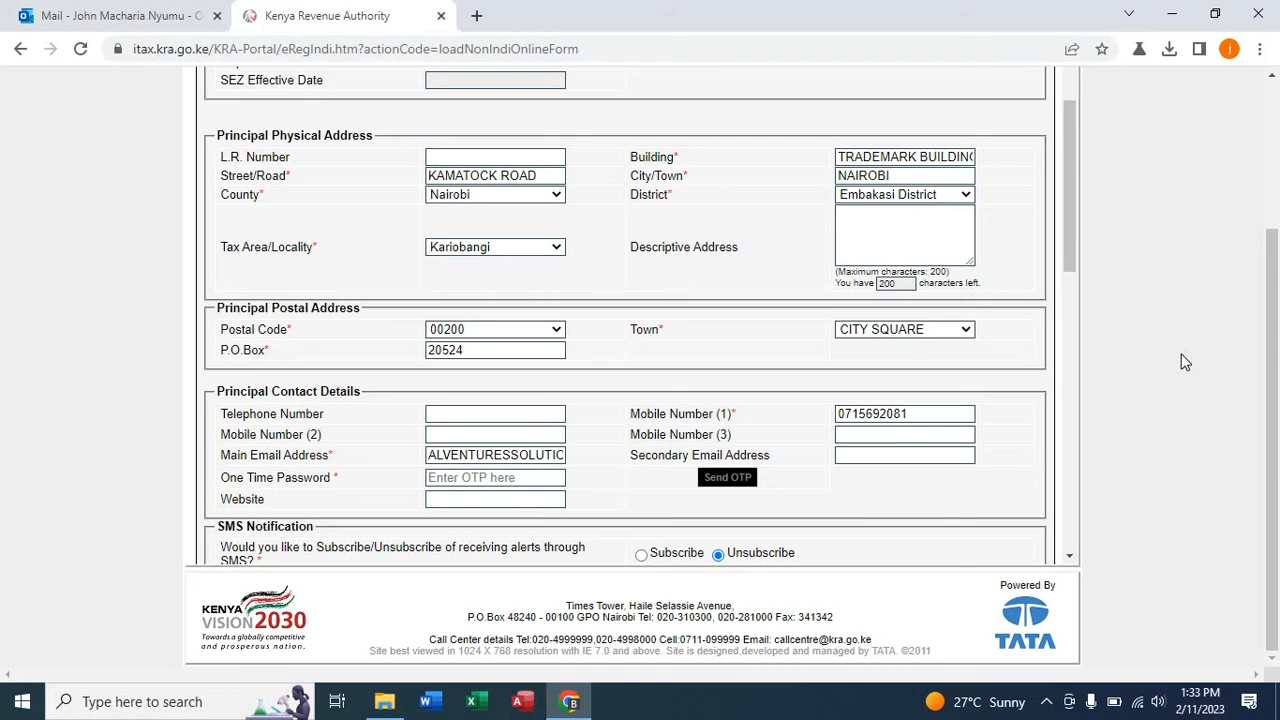 Mail - John Macharia Nyumu - O
Kenya Revenue Authority
itax.kra.go.ke/KRA-Portal/eRegIndi.htm?actionCode=loadNonIndiOnlineForm
j
SEZ Effective Date
Principal Physical Address
L.R. Number Building* TRADEMARK BUILDING
Street/Road* KAMATOCK ROAD City/Town* NAIROBI
County* Nairobi District* Embakasi District
Tax Area/Locality* Kariobangi Descriptive Address
(Maximum characters: 200)
You have 200 characters left.
Principal Postal Address
Postal Code* 00200 Town* CITY SQUARE
P.O.Box* 20524
Principal Contact Details
Telephone Number Mobile Number (1)* 0715692081
Mobile Number (2) Mobile Number (3)
Main Email Address* ALVENTURESSOLUTIC Secondary Email Address
One Time Password * Enter OTP here Send OTP
Website
SMS Notification
Would you like to Subscribe/Unsubscribe of receiving alerts through
SMS? * Subscribe Unsubscribe
KENYA
VISION 2030
Towards a globally competitive
and prosperous nation.
Times Tower, Haile Selassie Avenue,
P.O.Box 48240 - 00100 GPO Nairobi Tel: 020-310300, 020-281000 Fax: 341342
Call Center details Tel:020-4999999,020-4998000 Cell:0711-099999 Email: callcentre@kra.go.ke
Site best viewed in 1024 X 768 resolution with IE 7.0 and above. Site is designed,developed and managed by TATA. ©2011
Powered By
TATA
Type here to search
27°C Sunny
1:33 PM
2/11/2023